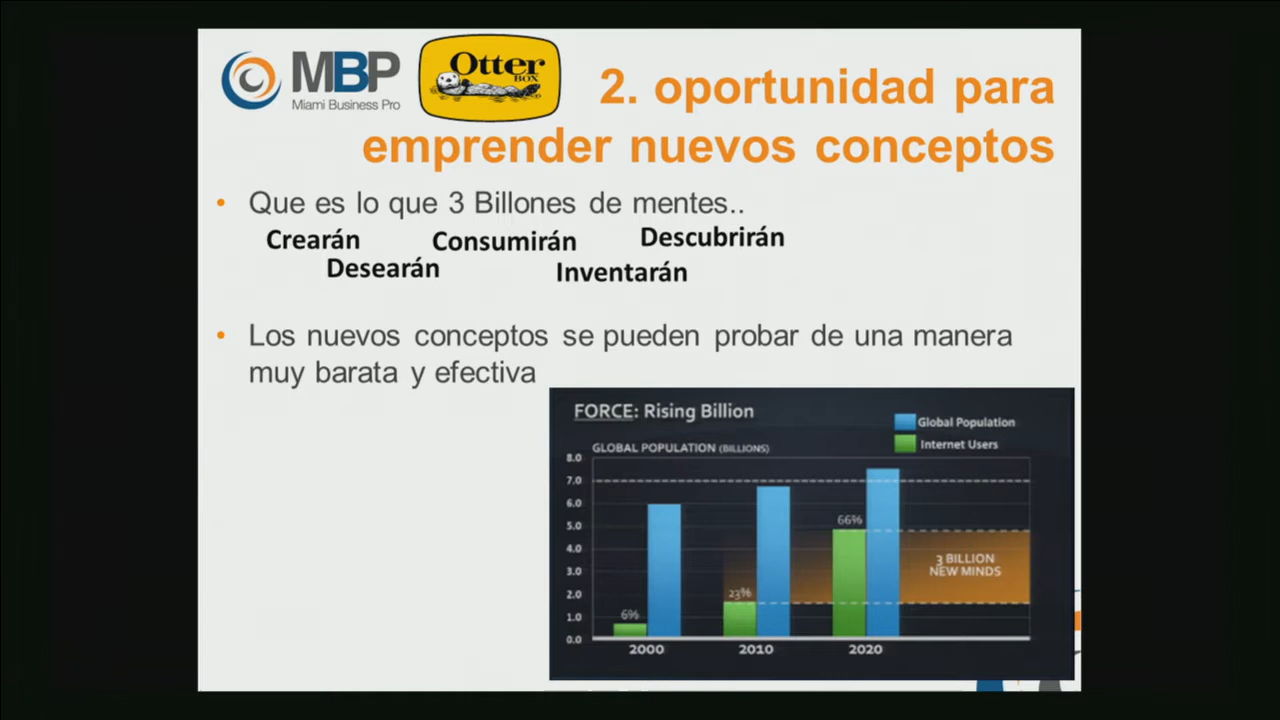 MBP
Miami Business Pro
Otter
BOX
2. oportunidad para
emprender nuevos conceptos
• Que es lo que 3 Billones de mentes..
Crearán
Consumirán
Descubrirán
Desearán
Inventarán
• Los nuevos conceptos se pueden probar de una manera
muy barata y efectiva
FORCE: Rising Billion
Global Population
Internet Users
GLOBAL POPULATION (BILLIONS)
8.0
7.0
6.0
5.0
4.0
3.0
2.0
1.0
0.0
6%
23%
66%
3 BILLION
NEW MINDS
2000
2010
2020